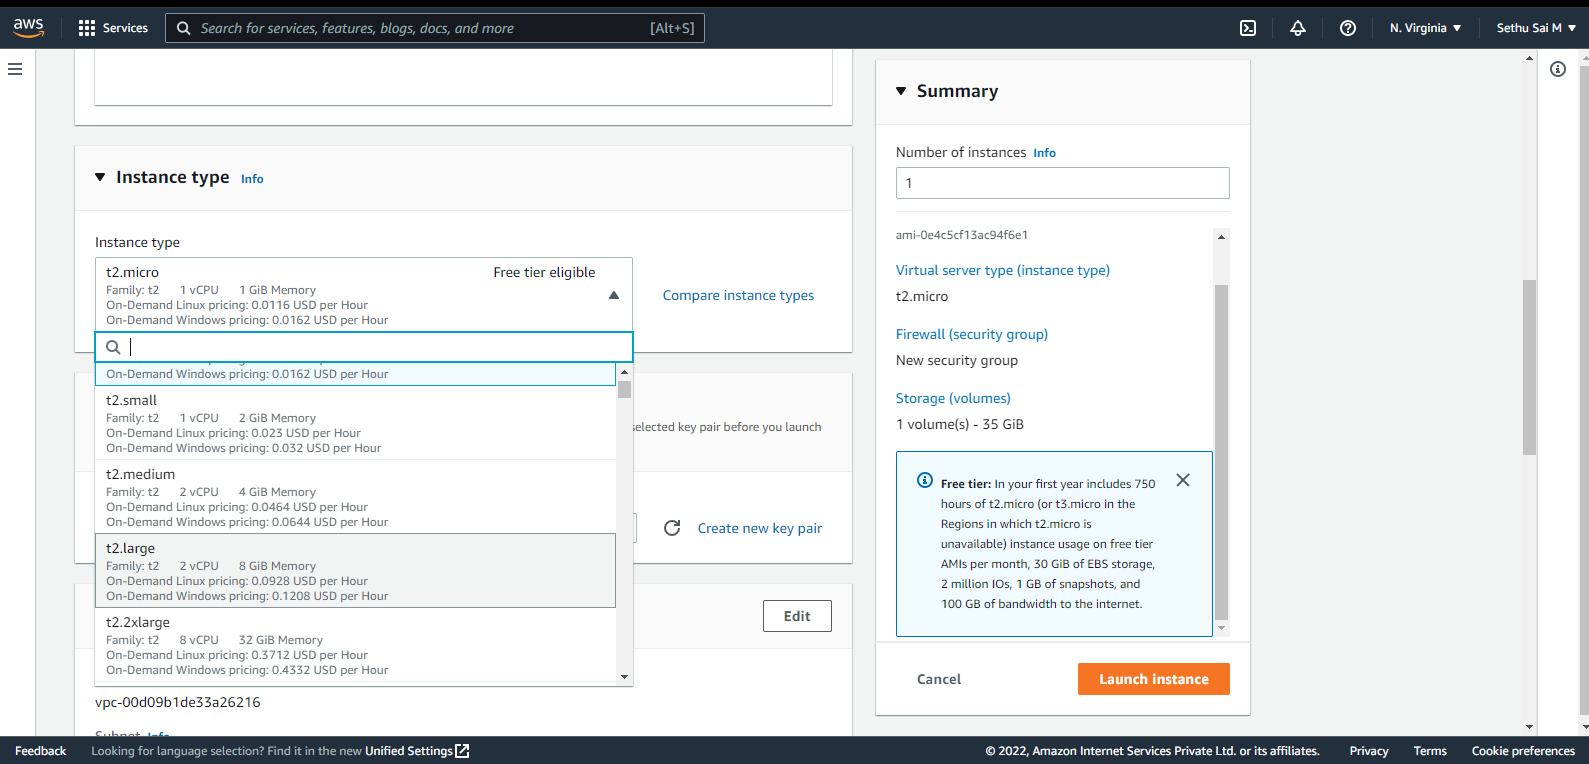 aws
Services
Search for services, features, blogs, docs, and more
[Alt+S]
N. Virginia
Sethu Sai M
Instance type Info
Instance type
t2.micro Free tier eligible
Family: t2 1 vCPU 1 GiB Memory
On-Demand Linux pricing: 0.0116 USD per Hour
On-Demand Windows pricing: 0.0162 USD per Hour
Compare instance types
On-Demand Windows pricing: 0.0162 USD per Hour
t2.small
Family: t2 1 vCPU 2 GiB Memory
On-Demand Linux pricing: 0.023 USD per Hour
On-Demand Windows pricing: 0.032 USD per Hour
t2.medium
Family: t2 2 vCPU 4 GiB Memory
On-Demand Linux pricing: 0.0464 USD per Hour
On-Demand Windows pricing: 0.0644 USD per Hour
t2.large
Family: t2 2 vCPU 8 GiB Memory
On-Demand Linux pricing: 0.0928 USD per Hour
On-Demand Windows pricing: 0.1208 USD per Hour
t2.2xlarge
Family: t2 8 vCPU 32 GiB Memory
On-Demand Linux pricing: 0.3712 USD per Hour
On-Demand Windows pricing: 0.4332 USD per Hour
selected key pair before you launch
Create new key pair
Edit
vpc-00d09b1de33a26216
Subnet Info
Summary
Number of instances Info
1
ami-0e4c5cf13ac94f6e1
Virtual server type (instance type)
t2.micro
Firewall (security group)
New security group
Storage (volumes)
1 volume(s) - 35 GiB
Free tier: In your first year includes 750
hours of t2.micro (or t3.micro in the
Regions in which t2.micro is
unavailable) instance usage on free tier
AMIs per month, 30 GiB of EBS storage,
2 million IOs, 1 GB of snapshots, and
100 GB of bandwidth to the internet.
Cancel
Launch instance
Feedback
Looking for language selection? Find it in the new Unified Settings
© 2022, Amazon Internet Services Private Ltd. or its affiliates.
Privacy
Terms
Cookie preferences